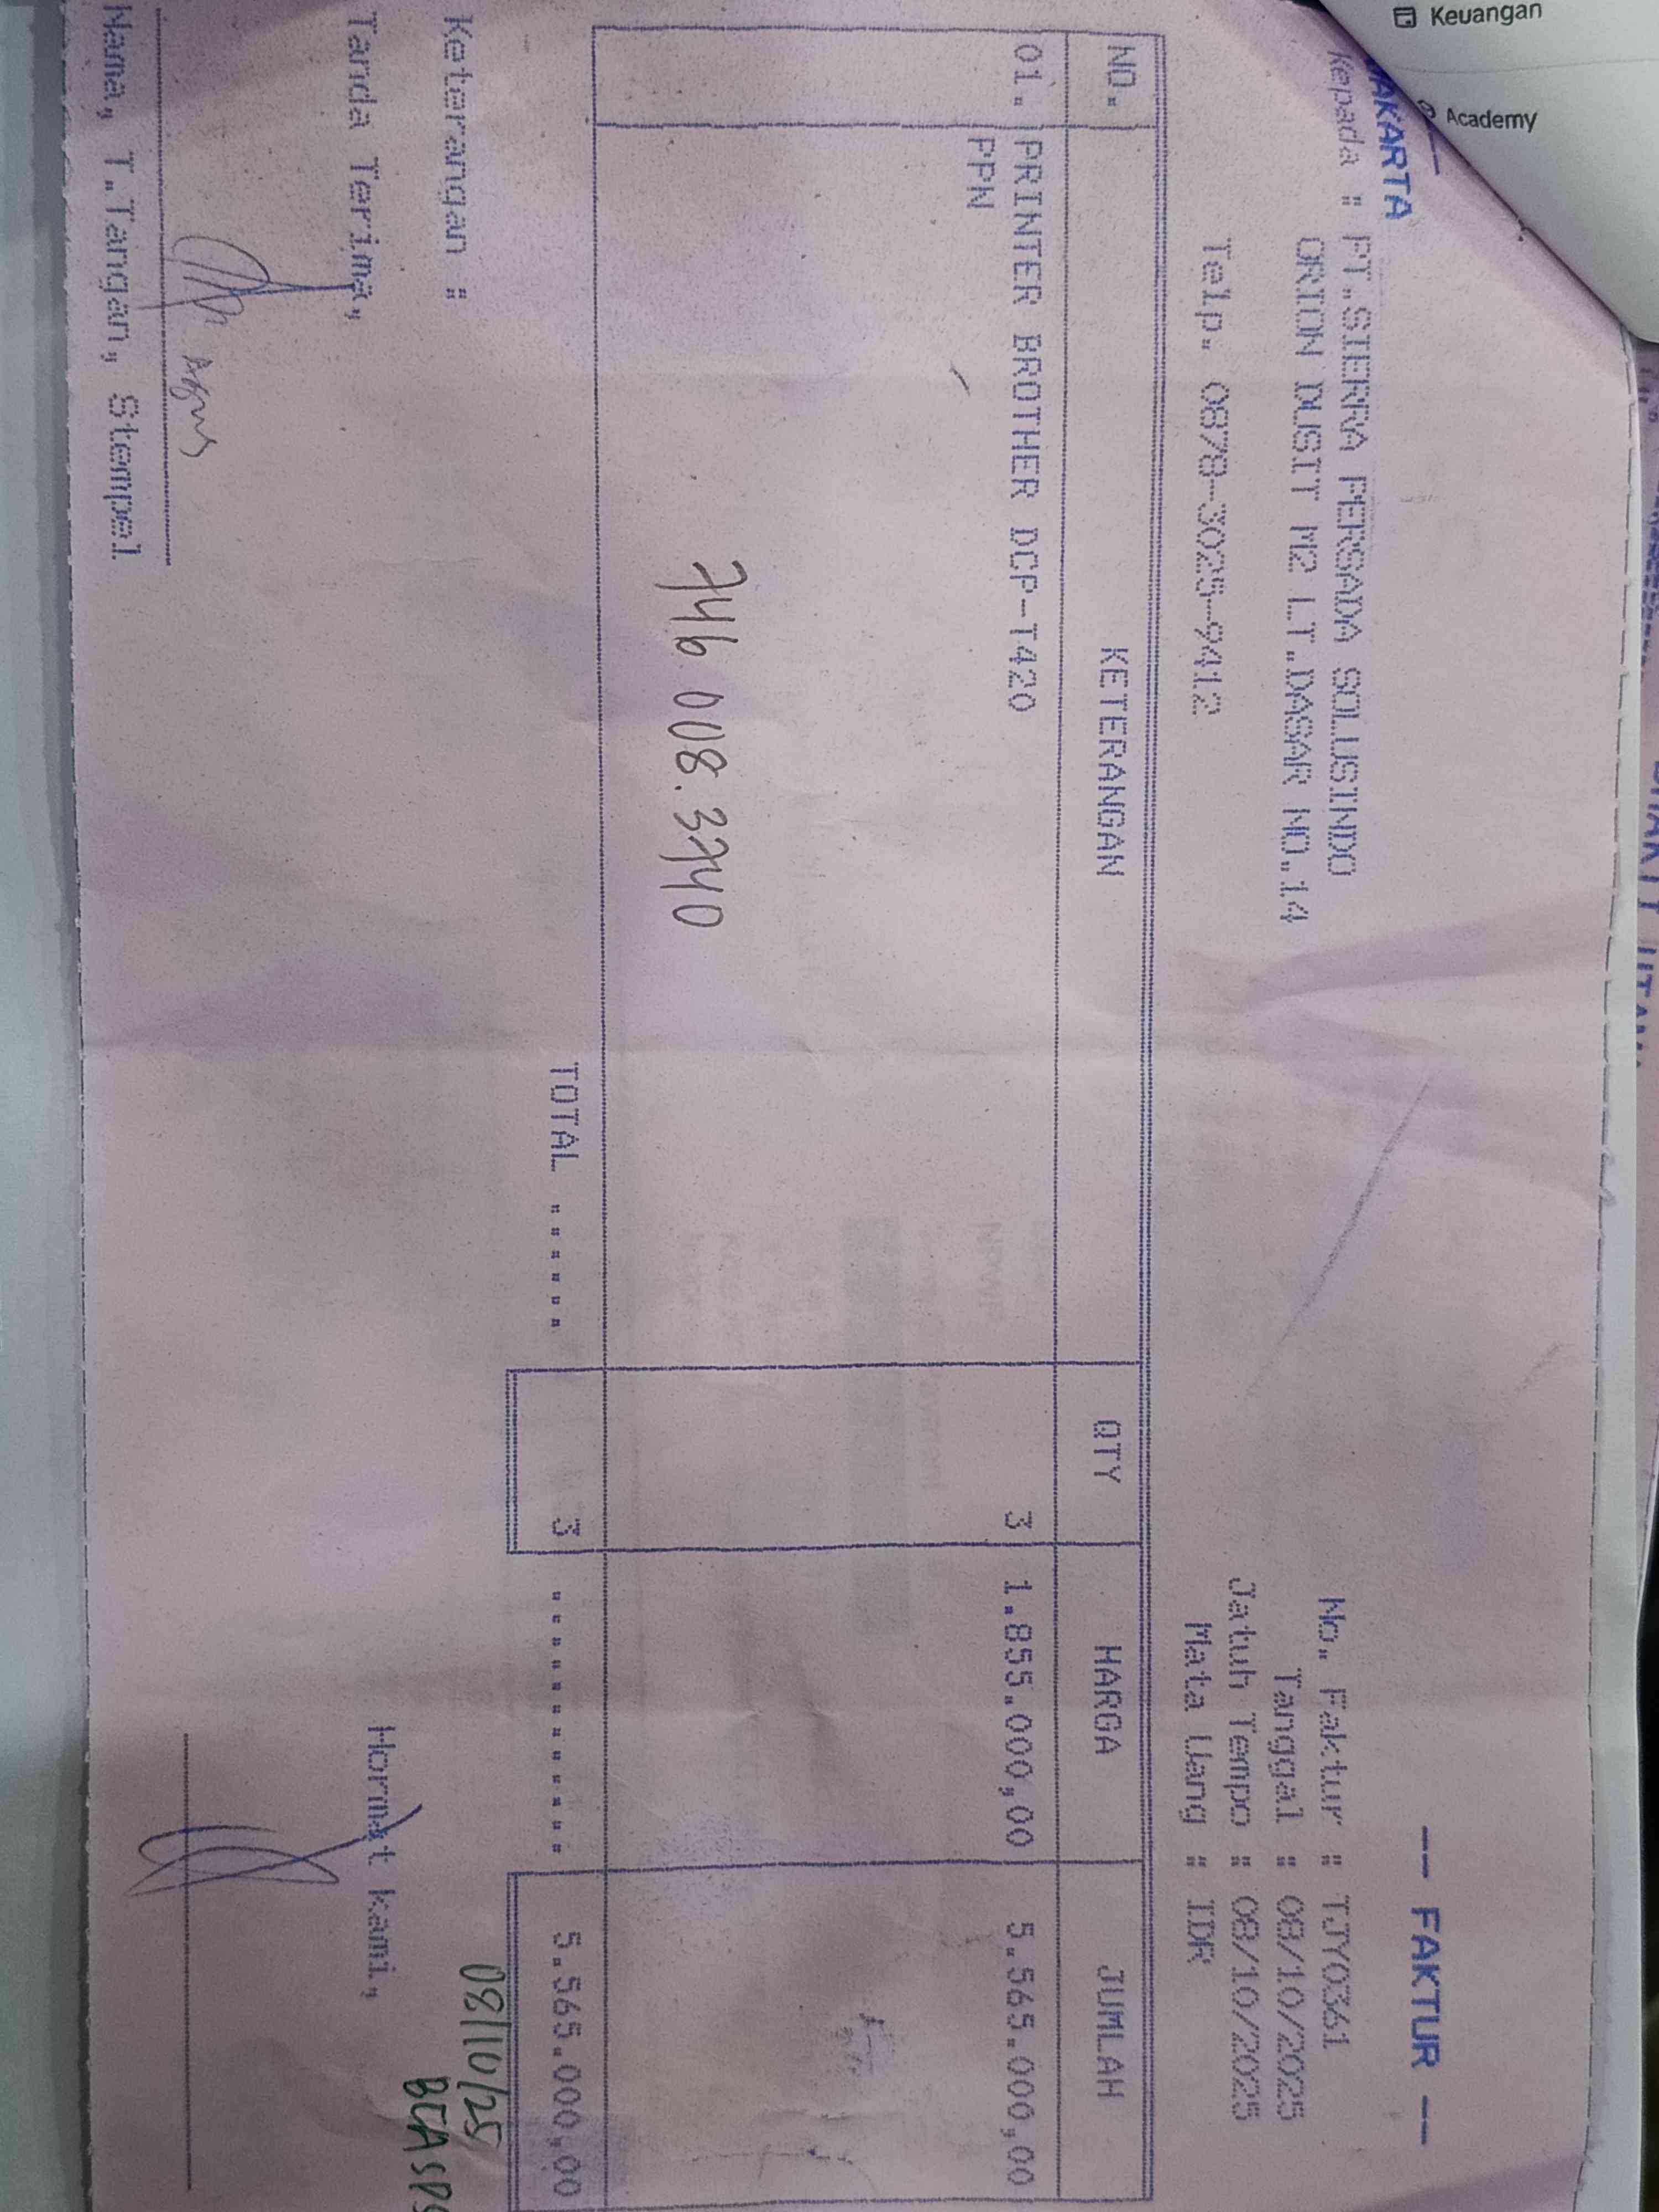 Keuangan
Academy
AKARTA
-- FAKTUR --
Kepada : PT.SIERRA PERSADA SOLUSINDO
ORION DUSIT M2 LT.DASAR NO.14
Telp. 0878-3025-9412
No. Faktur : TJY0361
Tanggal : 08/10/2025
Jatuh Tempo : 08/10/2025
Mata Uang : IDR
NO. KETERANGAN QTY HARGA JUMLAH
01. PRINTER BROTHER DCP-T420 3 1.855.000,00 5.565.000,00
PPN
746 008.3740
TOTAL ...... 3 ............ 5.565.000,00
Keterangan :
08/10/25
BCA SDS
Tanda Terima,
Hormat Kami,
Agus
Nama, T.Tangan, Stempel